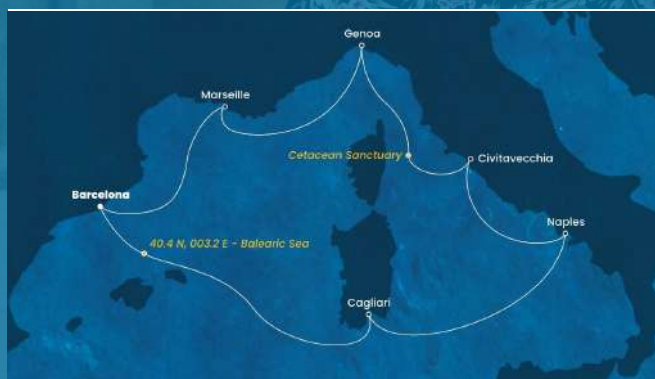 Genoa
Marseille
Cetacean Sanctuary
Civitavecchia
Barcelona
Naples
40.4 N, 003.2 E - Balearic Sea
Cagliari